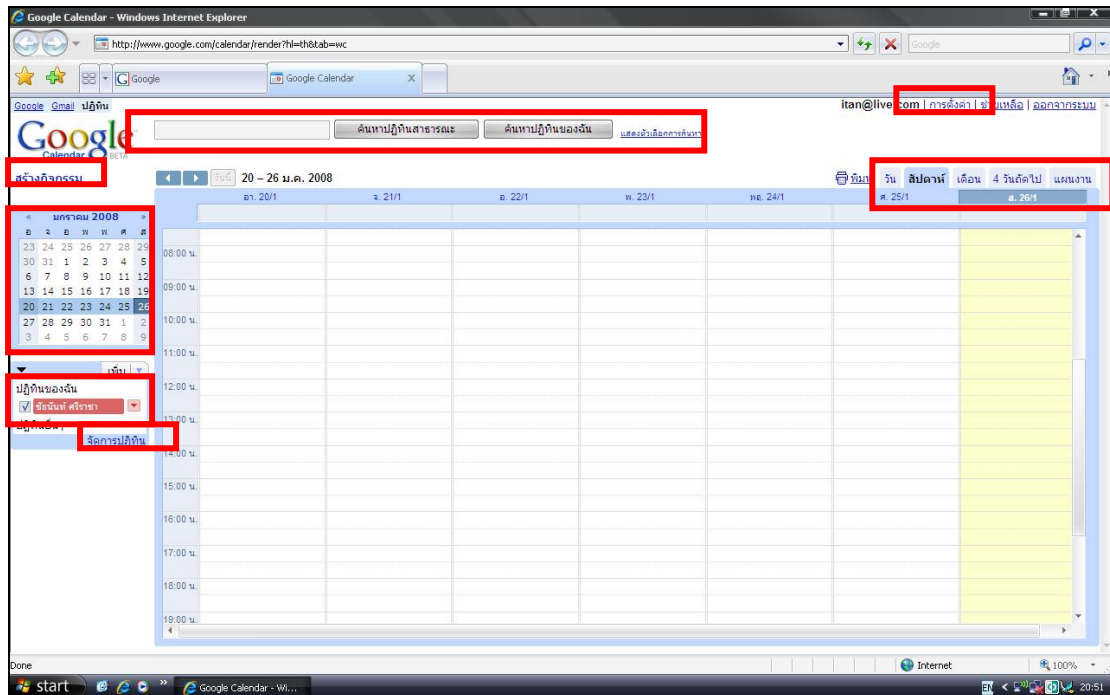 Google Calendar - Windows Internet Explorer
http://www.google.com/calendar/render?hl=th&tab=wc
Google
Google
Google Calendar
Google Gmail ปฏิทิน
itan@live.com | การตั้งค่า | ช่วยเหลือ | ออกจากระบบ
Google
Calendar BETA
ค้นหาปฏิทินสาธารณะ
ค้นหาปฏิทินของฉัน
แสดงตัวเลือกการค้นหา
สร้างกิจกรรม
วันนี้
20 – 26 ม.ค. 2008
พิมพ์
วัน สัปดาห์ เดือน 4 วันถัดไป แผนงาน
อา. 20/1 จ. 21/1 อ. 22/1 พ. 23/1 พฤ. 24/1 ศ. 25/1 ส. 26/1
« มกราคม 2008 »
อ จ อ พ พ ศ ส
23 24 25 26 27 28 29
30 31 1 2 3 4 5
6 7 8 9 10 11 12
13 14 15 16 17 18 19
20 21 22 23 24 25 26
27 28 29 30 31 1 2
3 4 5 6 7 8 9
เพิ่ม
ปฏิทินของฉัน
ชัยนันท์ ศรีราชา
ปฏิทินอื่นๆ
จัดการปฏิทิน
08:00 น.
09:00 น.
10:00 น.
11:00 น.
12:00 น.
13:00 น.
14:00 น.
15:00 น.
16:00 น.
17:00 น.
18:00 น.
19:00 น.
Done
Internet
100%
start
Google Calendar - Wi...
EN
20:51